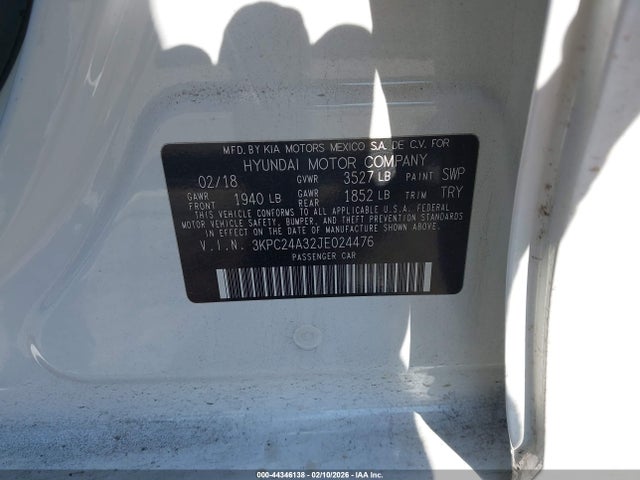 MFD. BY KIA MOTORS MEXICO S.A. DE C.V. FOR
HYUNDAI MOTOR COMPANY
02/18 GVWR 3527 LB PAINT SWP
GAWR FRONT 1940 LB GAWR REAR 1852 LB TRIM TRY
THIS VEHICLE CONFORMS TO ALL APPLICABLE U.S.A. FEDERAL
MOTOR VEHICLE SAFETY, BUMPER, AND THEFT PREVENTION STANDARDS
IN EFFECT ON THE DATE OF MANUFACTURE SHOWN ABOVE.
V.I.N. 3KPC24A32JE024476
PASSENGER CAR
000-44346138 - 02/10/2026 - IAA Inc.